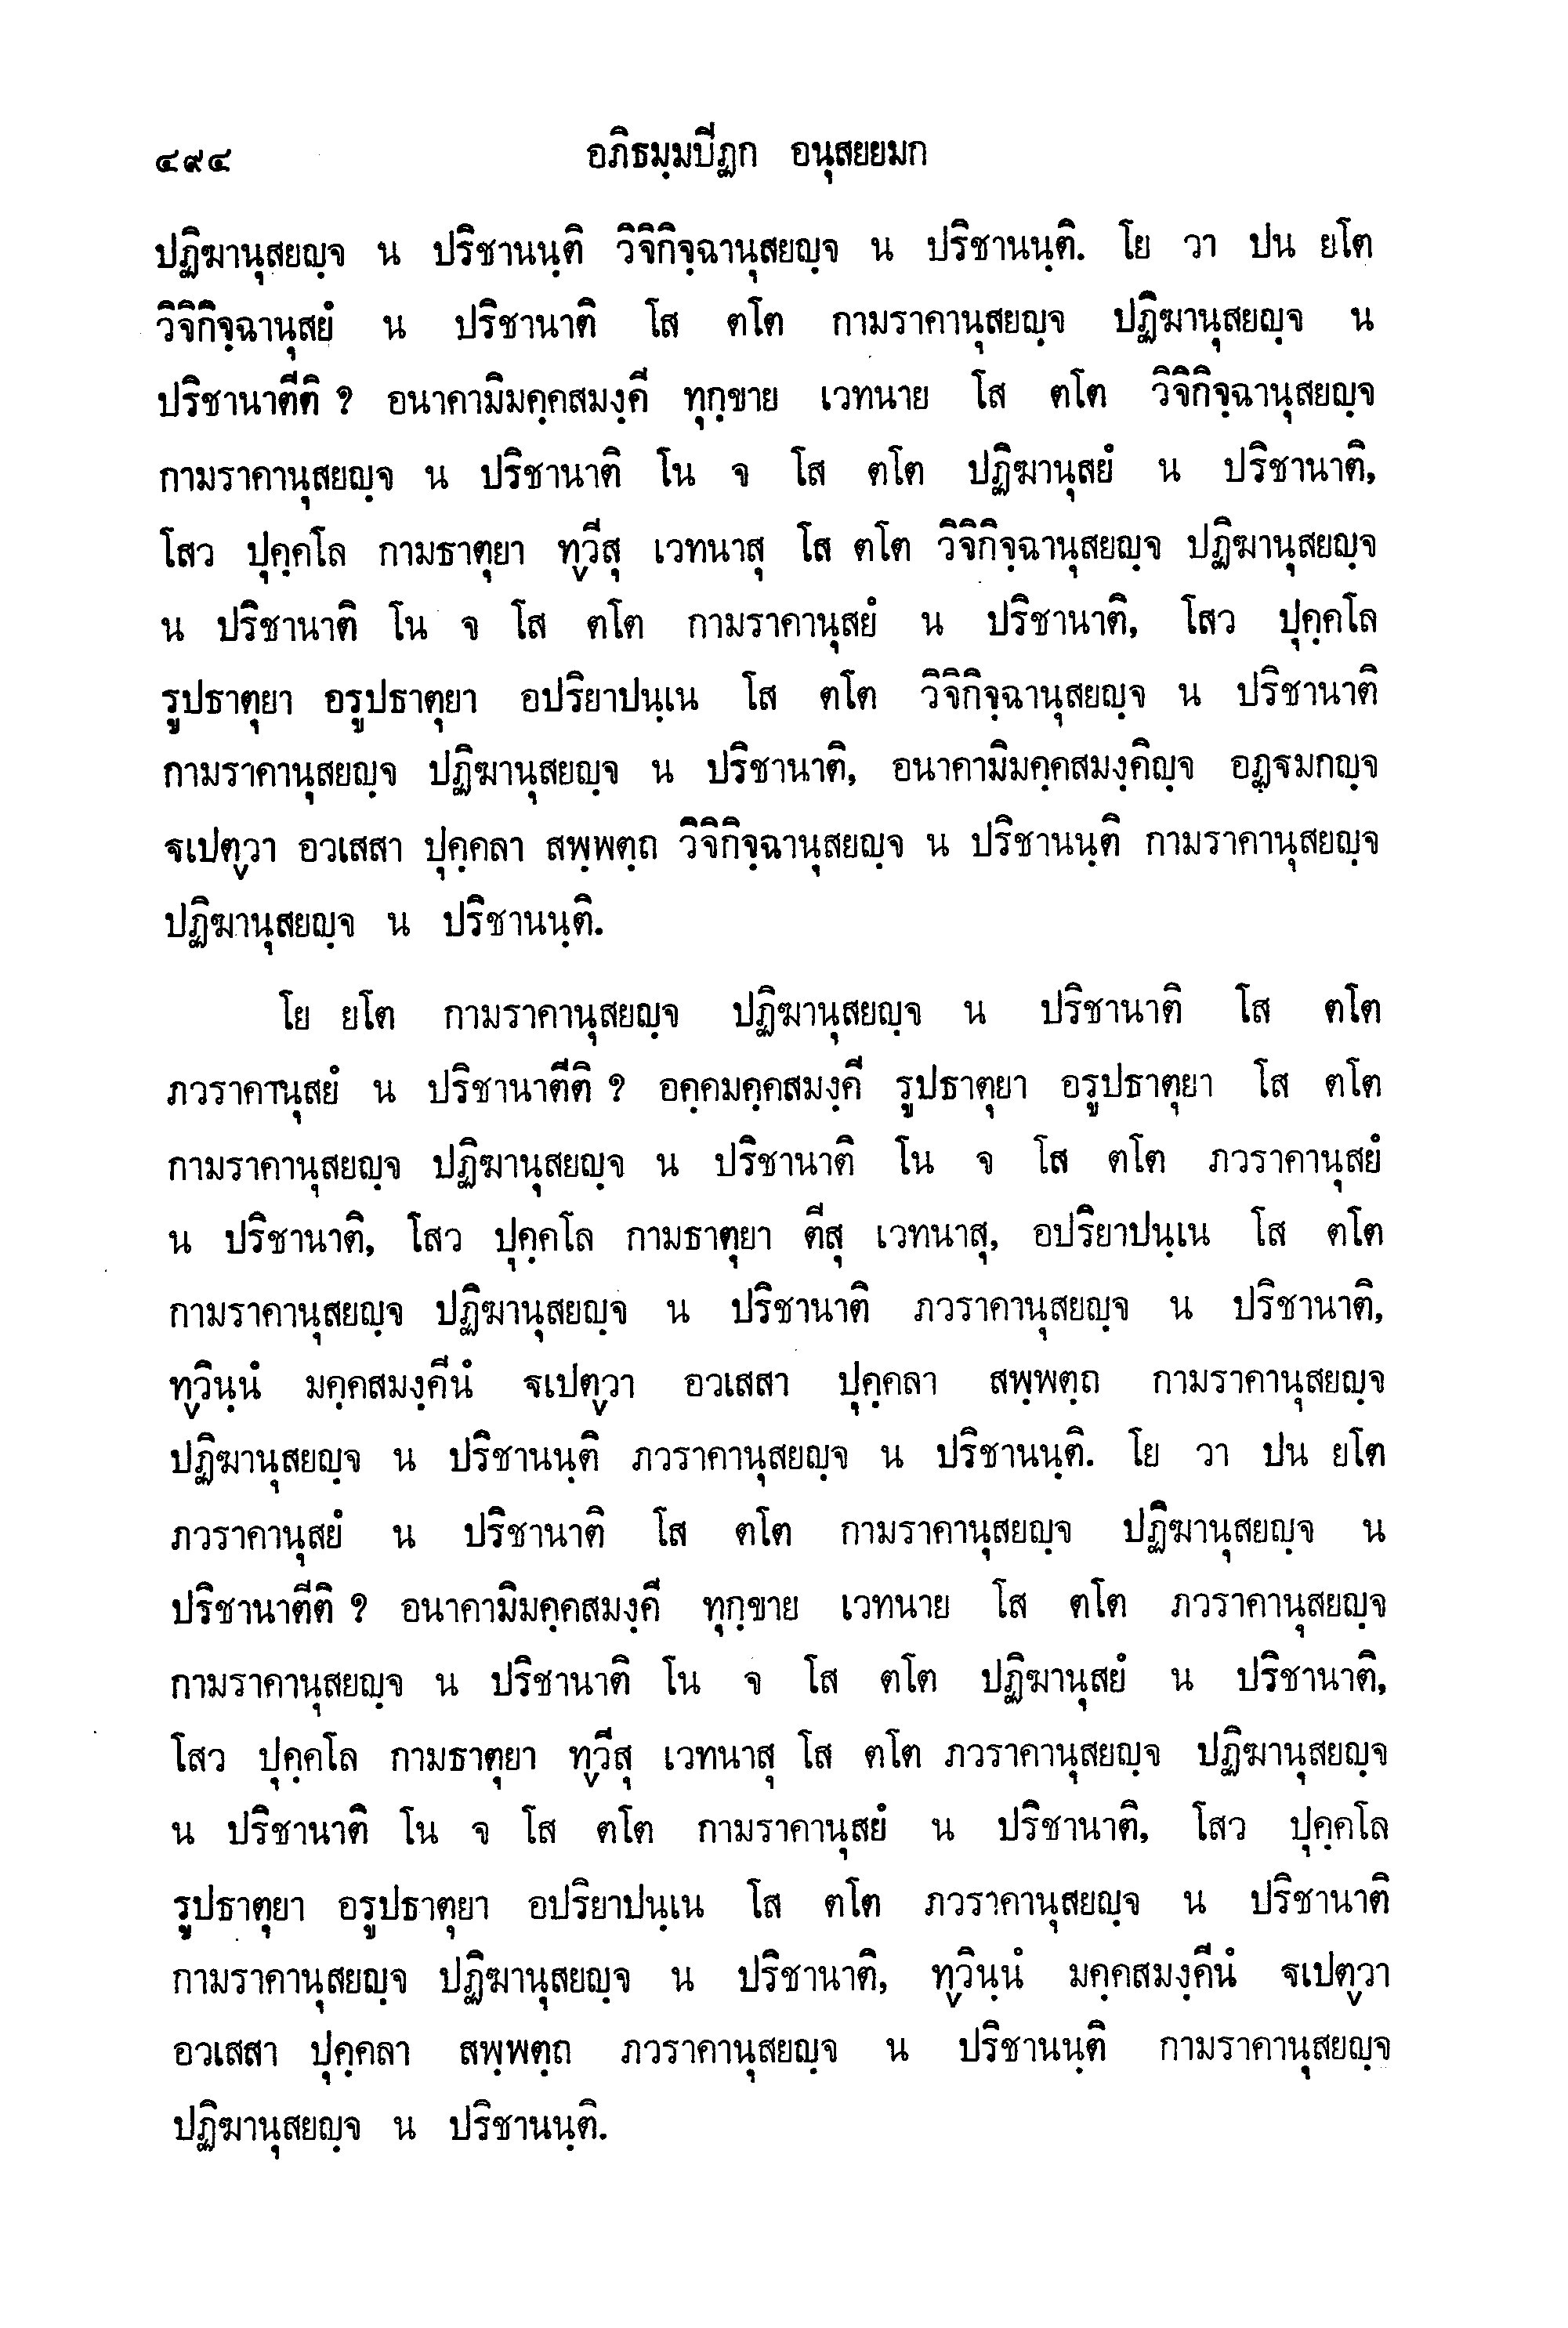 ๔๙๔ อภิธมฺมปีฏก อนุสยยมก
ปฏิฆานุสยญฺจ น ปริชานนฺติ วิจิกิจฺฉานุสยญฺจ น ปริชานนฺติ. โย วา ปน ยโต
วิจิกิจฺฉานุสยํ น ปริชานาติ โส ตโต กามราคานุสยญฺจ ปฏิฆานุสยญฺจ น
ปริชานาตีติ ? อนาคามิมคฺคสมงฺคี ทุกฺขาย เวทนาย โส ตโต วิจิกิจฺฉานุสยญฺจ
กามราคานุสยญฺจ น ปริชานาติ โน จ โส ตโต ปฏิฆานุสยํ น ปริชานาติ,
โสว ปุคฺคโล กามธาตุยา ทฺวีสุ เวทนาสุ โส ตโต วิจิกิจฺฉานุสยญฺจ ปฏิฆานุสยญฺจ
น ปริชานาติ โน จ โส ตโต กามราคานุสยํ น ปริชานาติ, โสว ปุคฺคโล
รูปธาตุยา อรูปธาตุยา อปริยาปนฺเน โส ตโต วิจิกิจฺฉานุสยญฺจ น ปริชานาติ
กามราคานุสยญฺจ ปฏิฆานุสยญฺจ น ปริชานาติ, อนาคามิมคฺคสมงฺคิญฺจ อฏฺฐมกญฺจ
ฐเปตฺวา อวเสสา ปุคฺคลา สพฺพตฺถ วิจิกิจฺฉานุสยญฺจ น ปริชานนฺติ กามราคานุสยญฺจ
ปฏิฆานุสยญฺจ น ปริชานนฺติ.
โย ยโต กามราคานุสยญฺจ ปฏิฆานุสยญฺจ น ปริชานาติ โส ตโต
ภวราคานุสยํ น ปริชานาตีติ ? อคฺคมคฺคสมงฺคี รูปธาตุยา อรูปธาตุยา โส ตโต
กามราคานุสยญฺจ ปฏิฆานุสยญฺจ น ปริชานาติ โน จ โส ตโต ภวราคานุสยํ
น ปริชานาติ, โสว ปุคฺคโล กามธาตุยา ตีสุ เวทนาสุ, อปริยาปนฺเน โส ตโต
กามราคานุสยญฺจ ปฏิฆานุสยญฺจ น ปริชานาติ ภวราคานุสยญฺจ น ปริชานาติ,
ทฺวินฺนํ มคฺคสมงฺคีนํ ฐเปตฺวา อวเสสา ปุคฺคลา สพฺพตฺถ กามราคานุสยญฺจ
ปฏิฆานุสยญฺจ น ปริชานนฺติ ภวราคานุสยญฺจ น ปริชานนฺติ. โย วา ปน ยโต
ภวราคานุสยํ น ปริชานาติ โส ตโต กามราคานุสยญฺจ ปฏิฆานุสยญฺจ น
ปริชานาตีติ ? อนาคามิมคฺคสมงฺคี ทุกฺขาย เวทนาย โส ตโต ภวราคานุสยญฺจ
กามราคานุสยญฺจ น ปริชานาติ โน จ โส ตโต ปฏิฆานุสยํ น ปริชานาติ,
โสว ปุคฺคโล กามธาตุยา ทฺวีสุ เวทนาสุ โส ตโต ภวราคานุสยญฺจ ปฏิฆานุสยญฺจ
น ปริชานาติ โน จ โส ตโต กามราคานุสยํ น ปริชานาติ, โสว ปุคฺคโล
รูปธาตุยา อรูปธาตุยา อปริยาปนฺเน โส ตโต ภวราคานุสยญฺจ น ปริชานาติ
กามราคานุสยญฺจ ปฏิฆานุสยญฺจ น ปริชานาติ, ทฺวินฺนํ มคฺคสมงฺคีนํ ฐเปตฺวา
อวเสสา ปุคฺคลา สพฺพตฺถ ภวราคานุสยญฺจ น ปริชานนฺติ กามราคานุสยญฺจ
ปฏิฆานุสยญฺจ น ปริชานนฺติ.